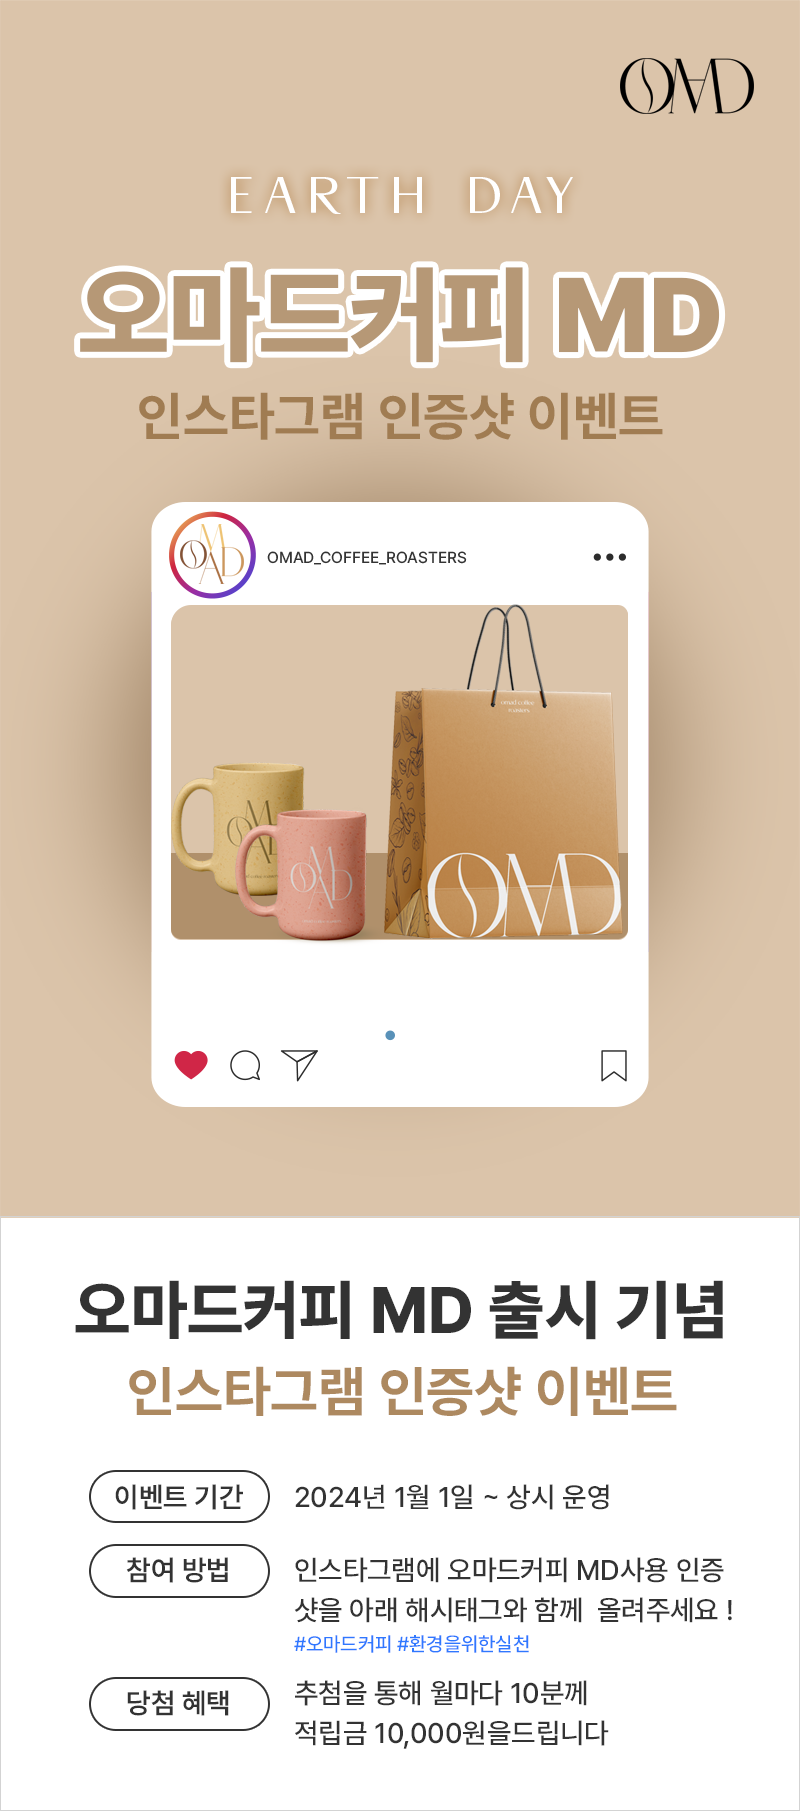 OMD
EARTH DAY
오마드커피 MD
인스타그램 인증샷 이벤트
OMAD
OMAD_COFFEE_ROASTERS
omad coffee
roasters
OMAD
OMAD
OMD
오마드커피 MD 출시 기념
인스타그램 인증샷 이벤트
이벤트 기간 2024년 1월 1일 ~ 상시 운영
참여 방법 인스타그램에 오마드커피 MD사용 인증
샷을 아래 해시태그와 함께 올려주세요 !
#오마드커피 #환경을위한실천
당첨 혜택 추첨을 통해 월마다 10분께
적립금 10,000원을드립니다